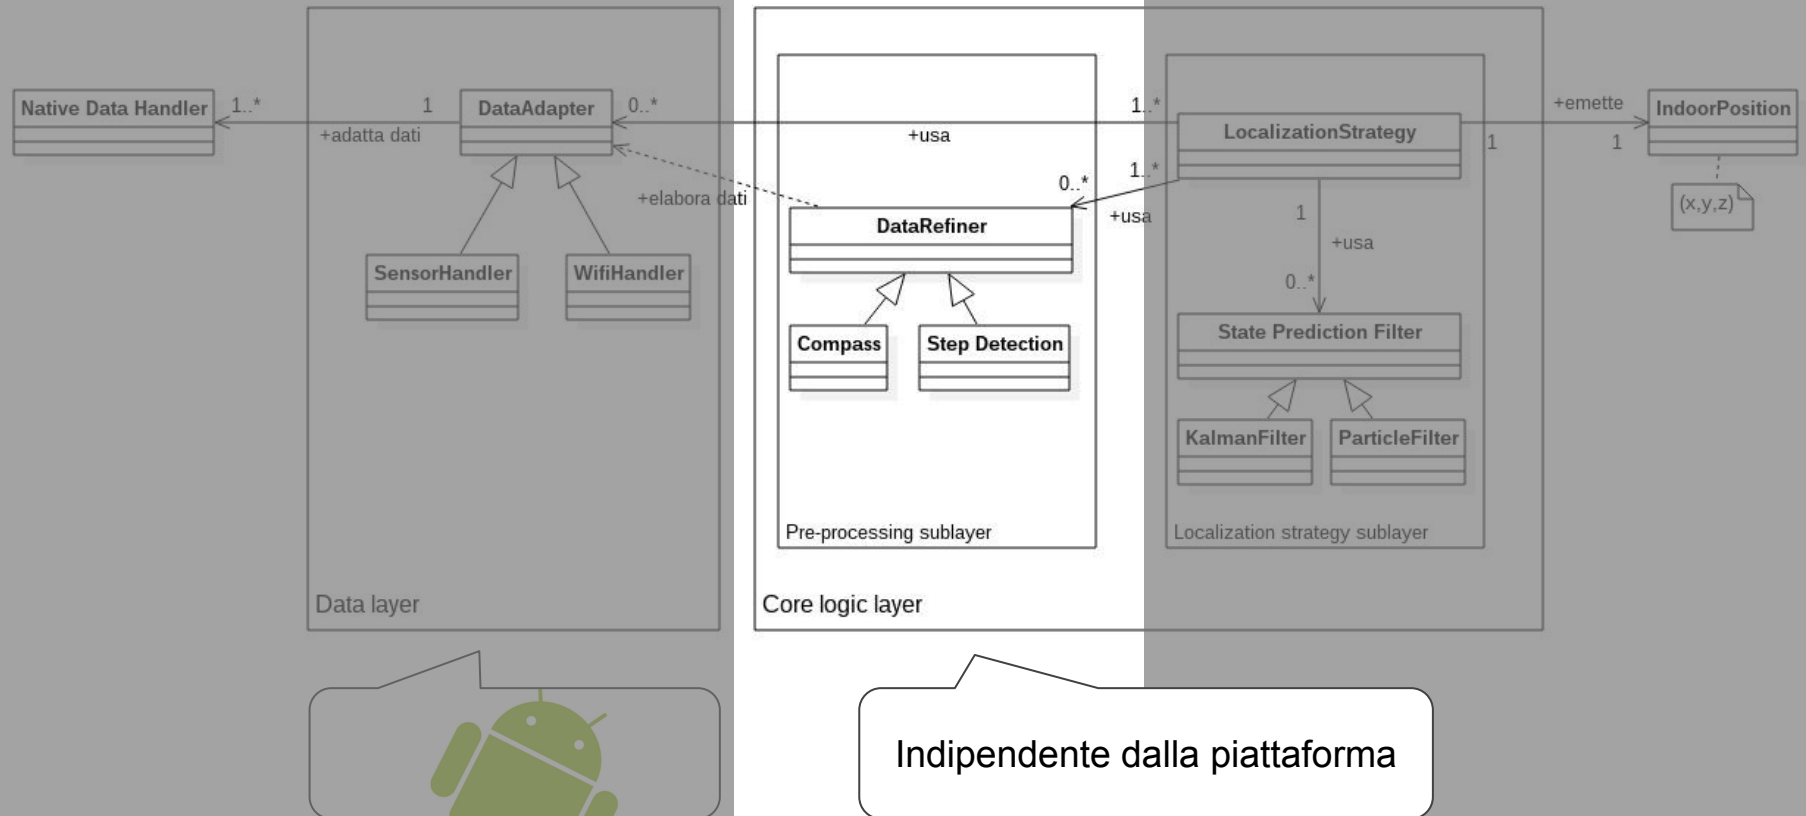 Native Data Handler
1..*
+adatta dati
1
DataAdapter
0..*
+usa
1..*
LocalizationStrategy
+emette
1
1
IndoorPosition
(x,y,z)
+elabora dati
0..*
1..*
+usa
DataRefiner
1
+usa
0..*
SensorHandler
WifiHandler
Compass
Step Detection
State Prediction Filter
KalmanFilter
ParticleFilter
Pre-processing sublayer
Localization strategy sublayer
Data layer
Core logic layer
Indipendente dalla piattaforma